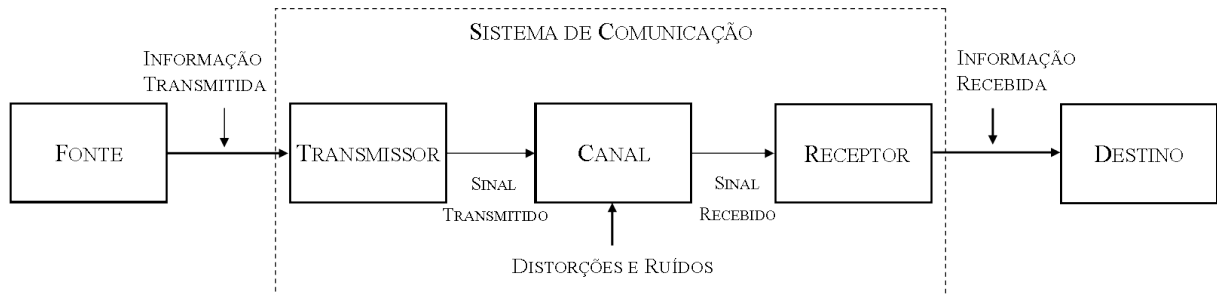 SISTEMA DE COMUNICAÇÃO
INFORMAÇÃO
TRANSMITIDA
INFORMAÇÃO
RECEBIDA
FONTE
TRANSMISSOR
CANAL
RECEPTOR
DESTINO
SINAL
TRANSMITIDO
SINAL
RECEBIDO
DISTORÇÕES E RUÍDOS